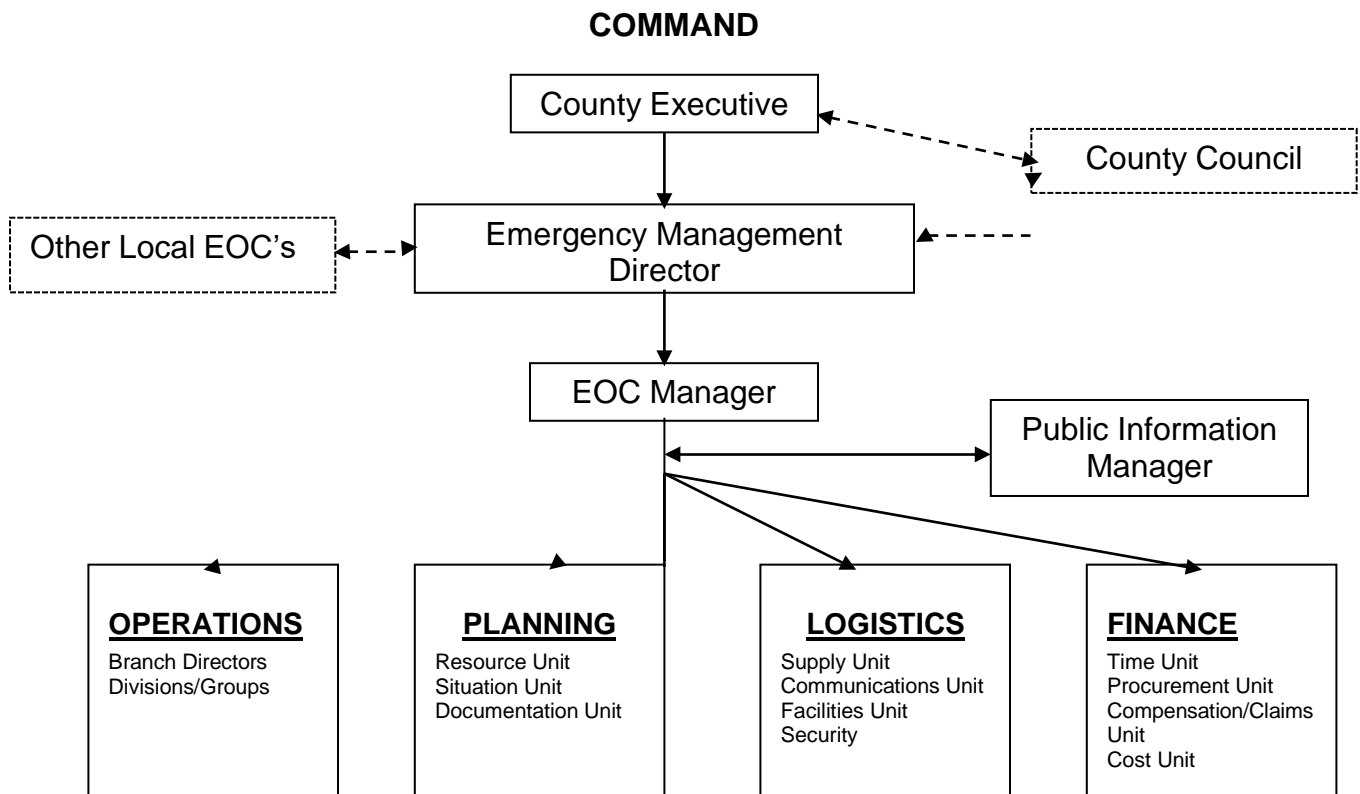 COMMAND
County Executive
County Council
Other Local EOC's
Emergency Management
Director
EOC Manager
Public Information
Manager
OPERATIONS
Branch Directors
Divisions/Groups
PLANNING
Resource Unit
Situation Unit
Documentation Unit
LOGISTICS
Supply Unit
Communications Unit
Facilities Unit
Security
FINANCE
Time Unit
Procurement Unit
Compensation/Claims
Unit
Cost Unit